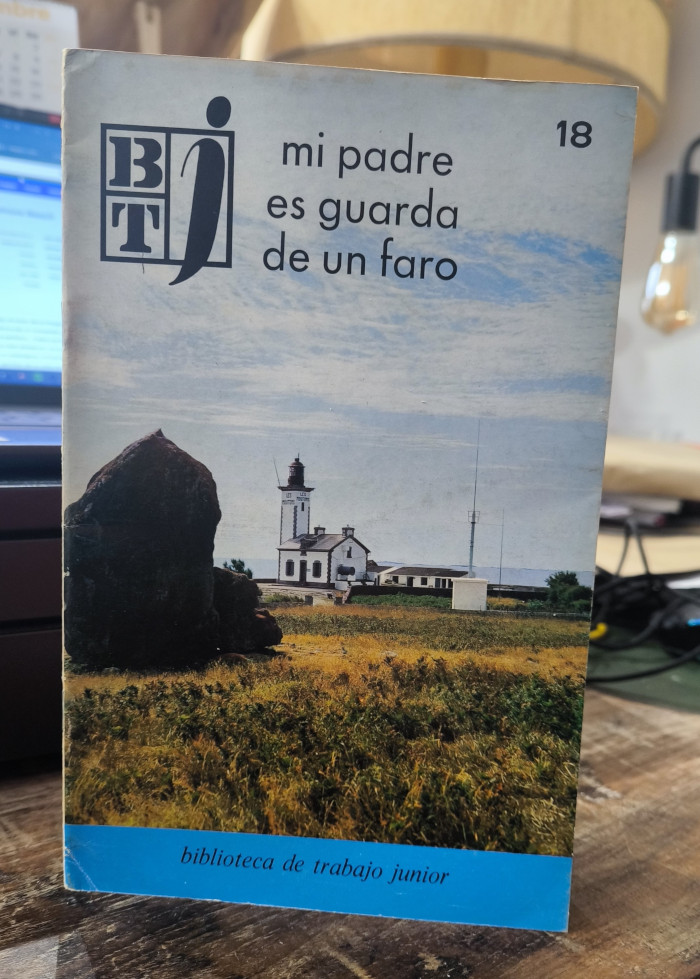 BT
j
mi padre
es guarda
de un faro
18
biblioteca de trabajo junior